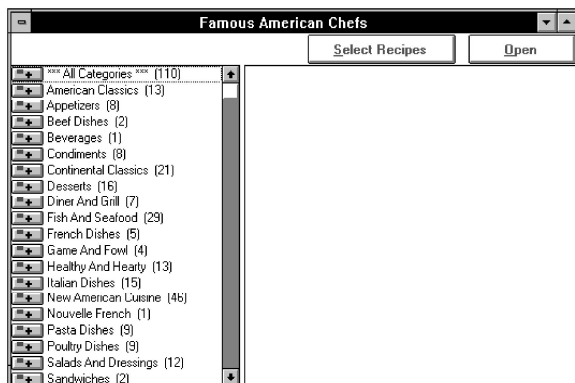 Famous American Chefs
Select Recipes Open
*** All Categories *** (110)
American Classics (13)
Appetizers (8)
Beef Dishes (2)
Beverages (1)
Condiments (8)
Continental Classics (21)
Desserts (16)
Diner And Grill (7)
Fish And Seafood (29)
French Dishes (5)
Game And Fowl (4)
Healthy And Hearty (13)
Italian Dishes (15)
New American Cuisine (46)
Nouvelle French (1)
Pasta Dishes (9)
Poultry Dishes (9)
Salads And Dressings (12)
Sandwiches (2)